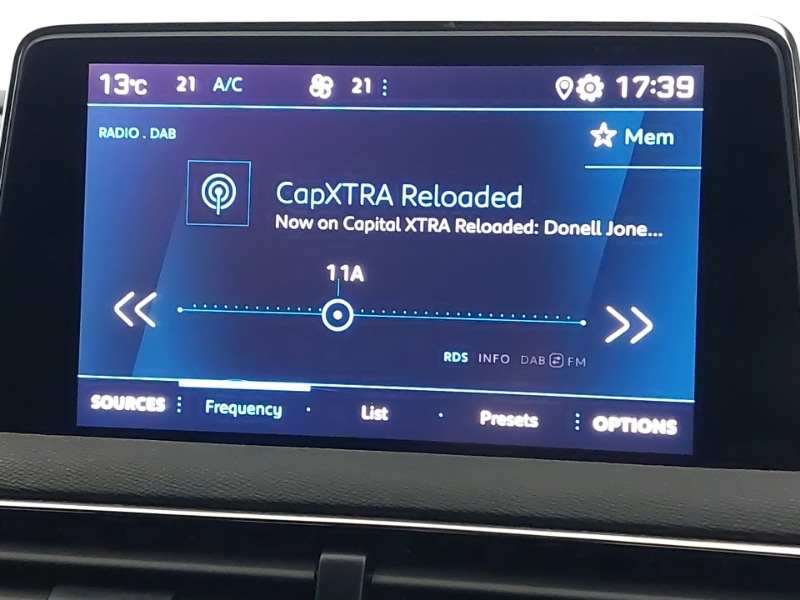 13°C 21 A/C 21 17:39
RADIO . DAB
Mem
CapXTRA Reloaded
Now on Capital XTRA Reloaded: Donell Jone...
11A
RDS INFO DAB FM
SOURCES Frequency List Presets OPTIONS